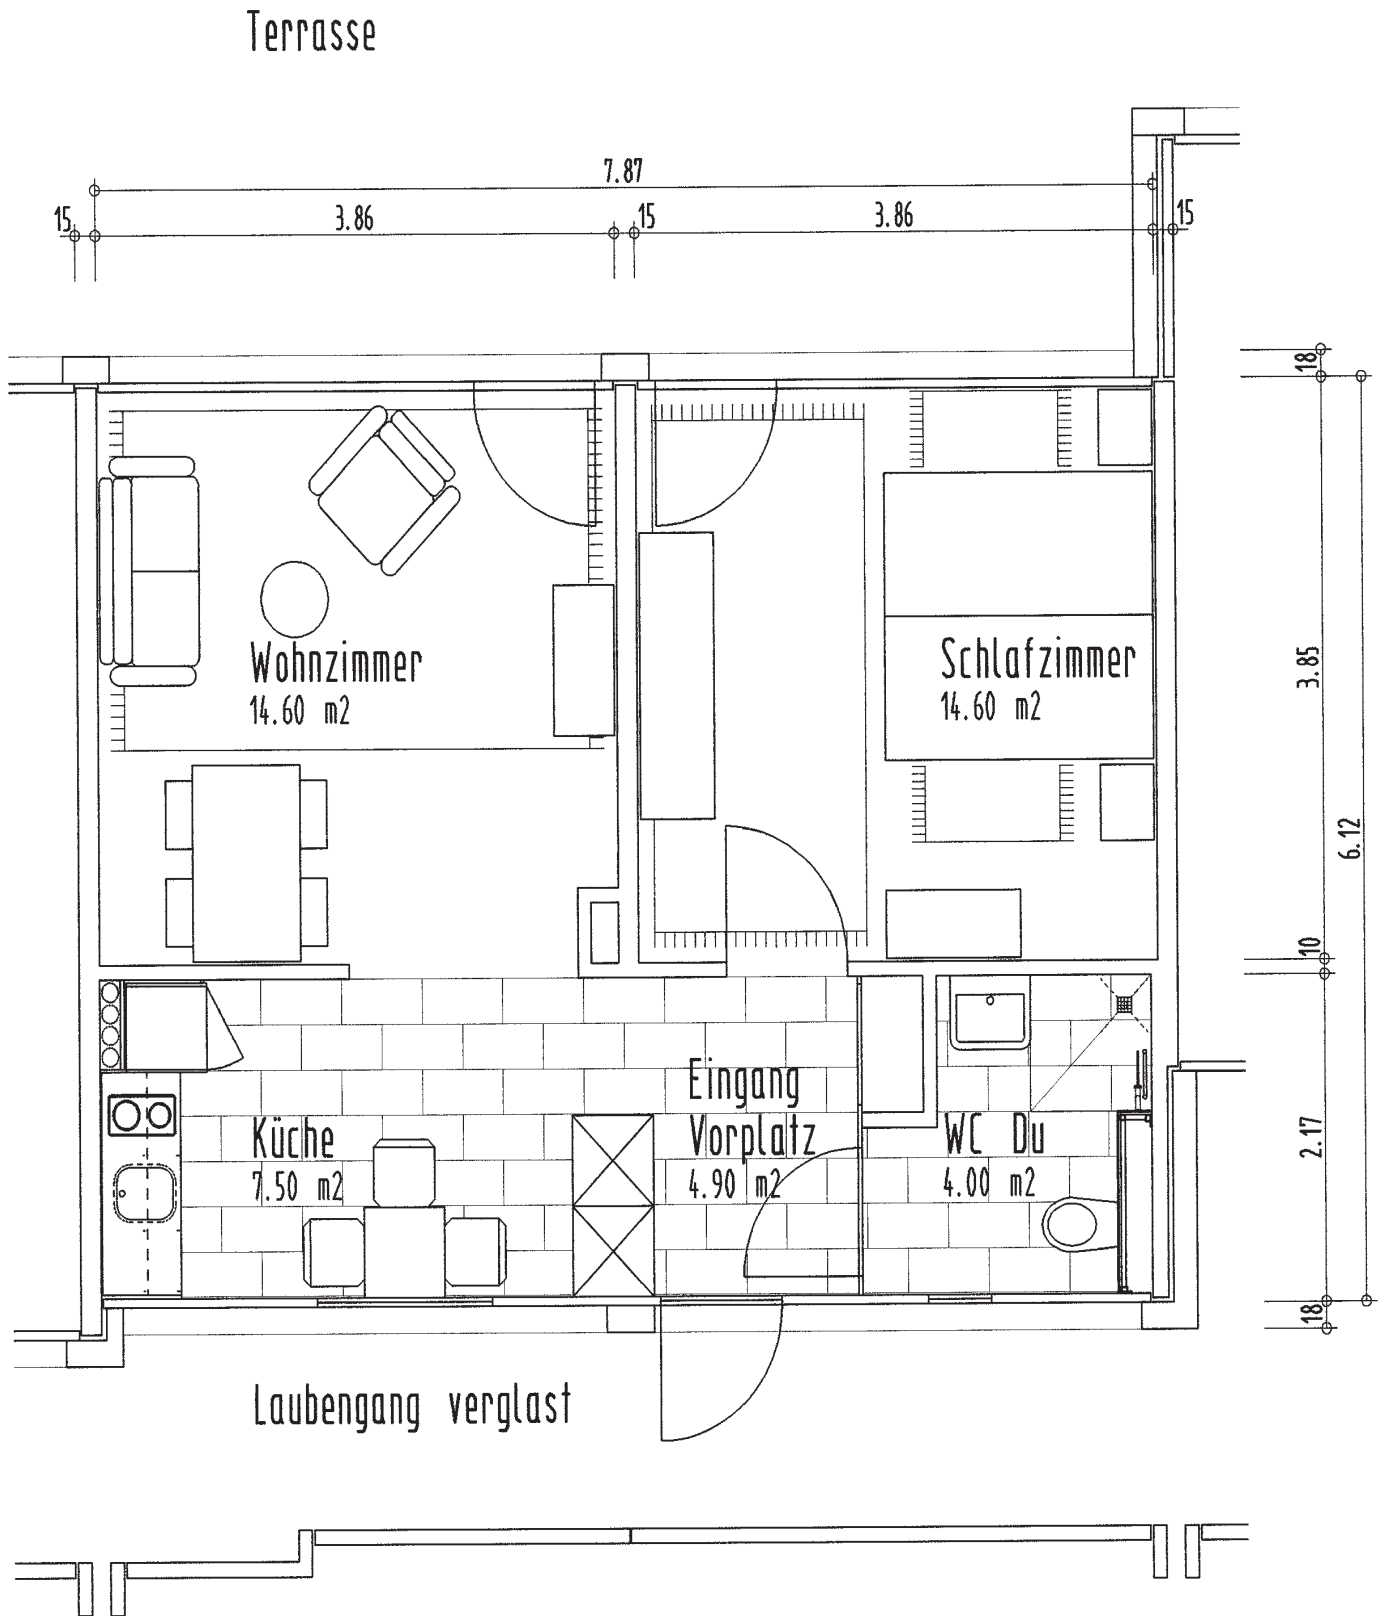 Terrasse
7.87
15 3.86 15 3.86 15
18
Wohnzimmer
14.60 m2
Schlafzimmer
14.60 m2
3.85
6.12
10
Eingang
Vorplatz
4.90 m2
Küche
7.50 m2
WC Du
4.00 m2
2.17
18
Laubengang verglast